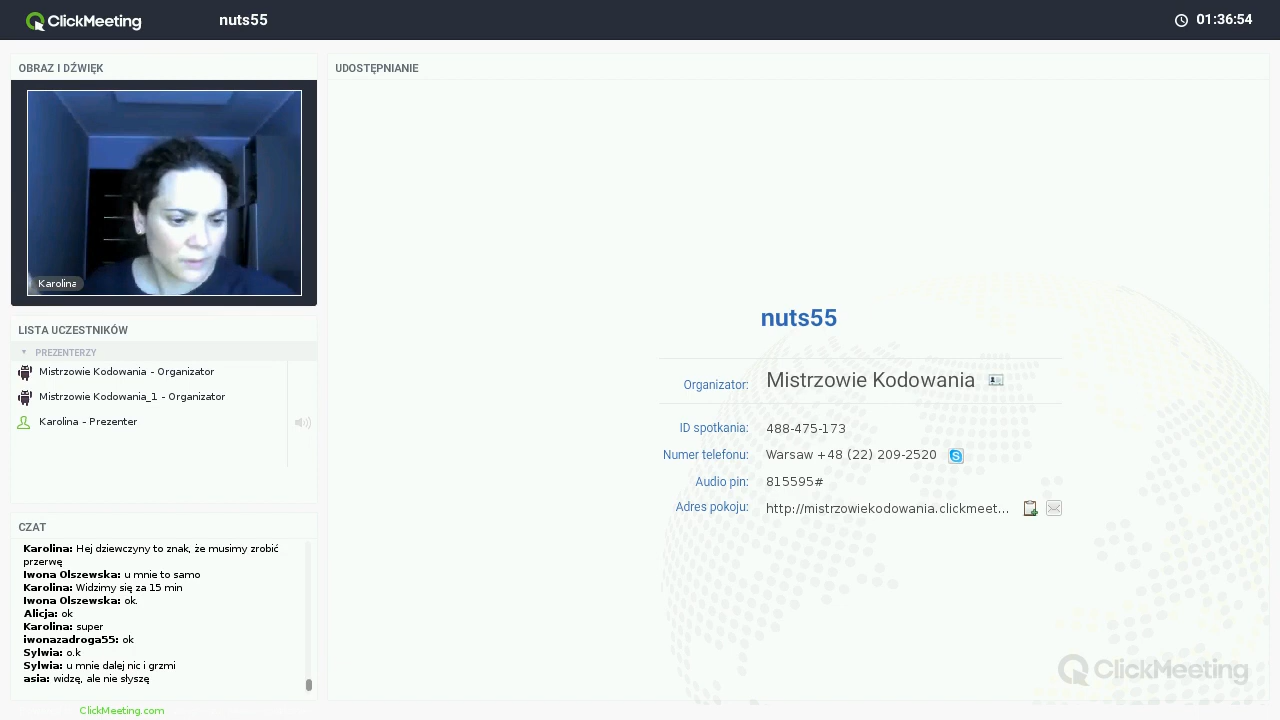 ClickMeeting
nuts55
01:36:54
OBRAZ I DŹWIĘK
Karolina
LISTA UCZESTNIKÓW
PREZENTERZY
Mistrzowie Kodowania - Organizator
Mistrzowie Kodowania_1 - Organizator
Karolina - Prezenter
CZAT
Karolina: Hej dziewczyny to znak, że musimy zrobić
przerwę
Iwona Olszewska: u mnie to samo
Karolina: Widzimy się za 15 min
Iwona Olszewska: ok.
Alicja: ok
Karolina: super
iwonazadroga55: ok
Sylwia: o.k
Sylwia: u mnie dalej nic i grzmi
asia: widzę, ale nie słyszę
ClickMeeting.com
UDOSTĘPNIANIE
nuts55
Organizator: Mistrzowie Kodowania
ID spotkania: 488-475-173
Numer telefonu: Warsaw +48 (22) 209-2520
Audio pin: 815595#
Adres pokoju: http://mistrzowiekodowania.clickmeet...
ClickMeeting